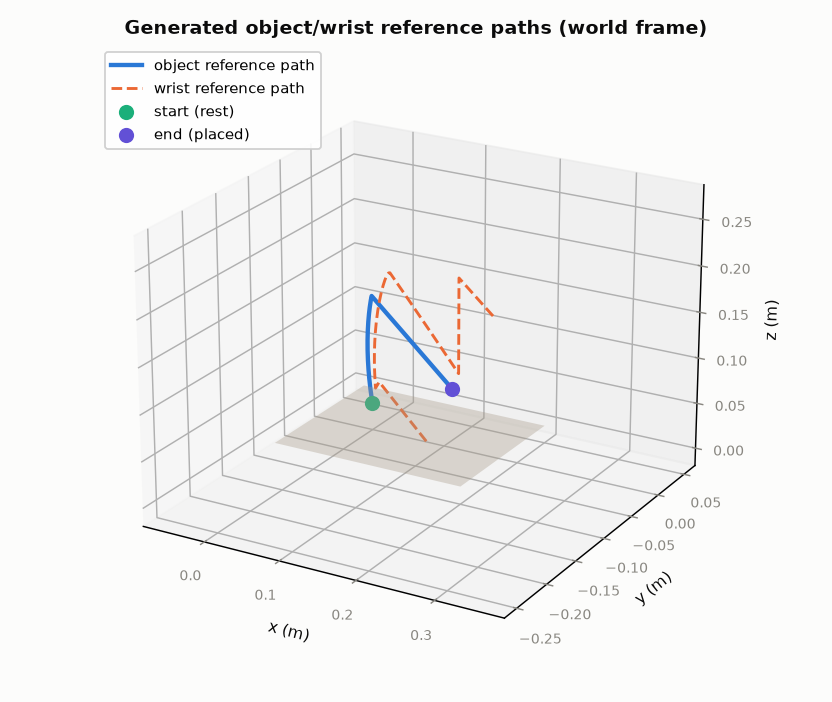 Generated object/wrist reference paths (world frame)
object reference path
wrist reference path
start (rest)
end (placed)
0.25
0.20
0.15
0.10
0.05
0.00
z (m)
0.05
0.00
−0.05
−0.10
−0.15
−0.20
−0.25
y (m)
0.0
0.1
0.2
0.3
x (m)